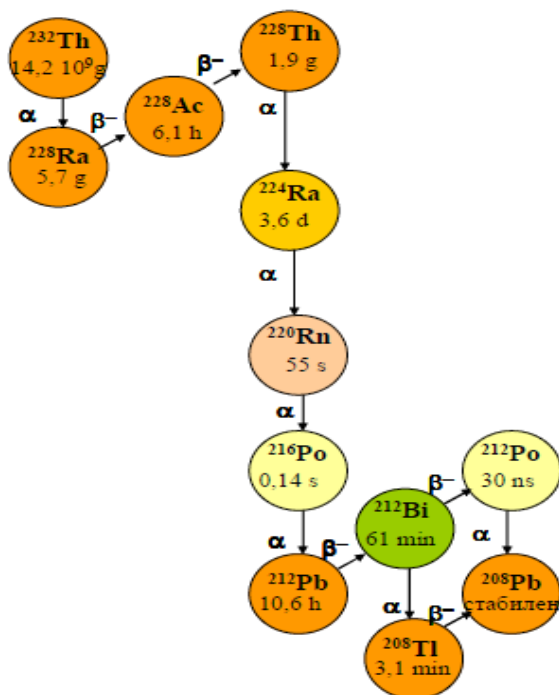 ²³²Th
14,2 10⁹g
α
²²⁸Ra
5,7 g
β⁻
²²⁸Ac
6,1 h
β⁻
²²⁸Th
1,9 g
α
²²⁴Ra
3,6 d
α
²²⁰Rn
55 s
α
²¹⁶Po
0,14 s
α
²¹²Pb
10,6 h
β⁻
²¹²Bi
61 min
β⁻
²¹²Po
30 ns
α
α
²⁰⁸Tl
3,1 min
β⁻
²⁰⁸Pb
стабилен